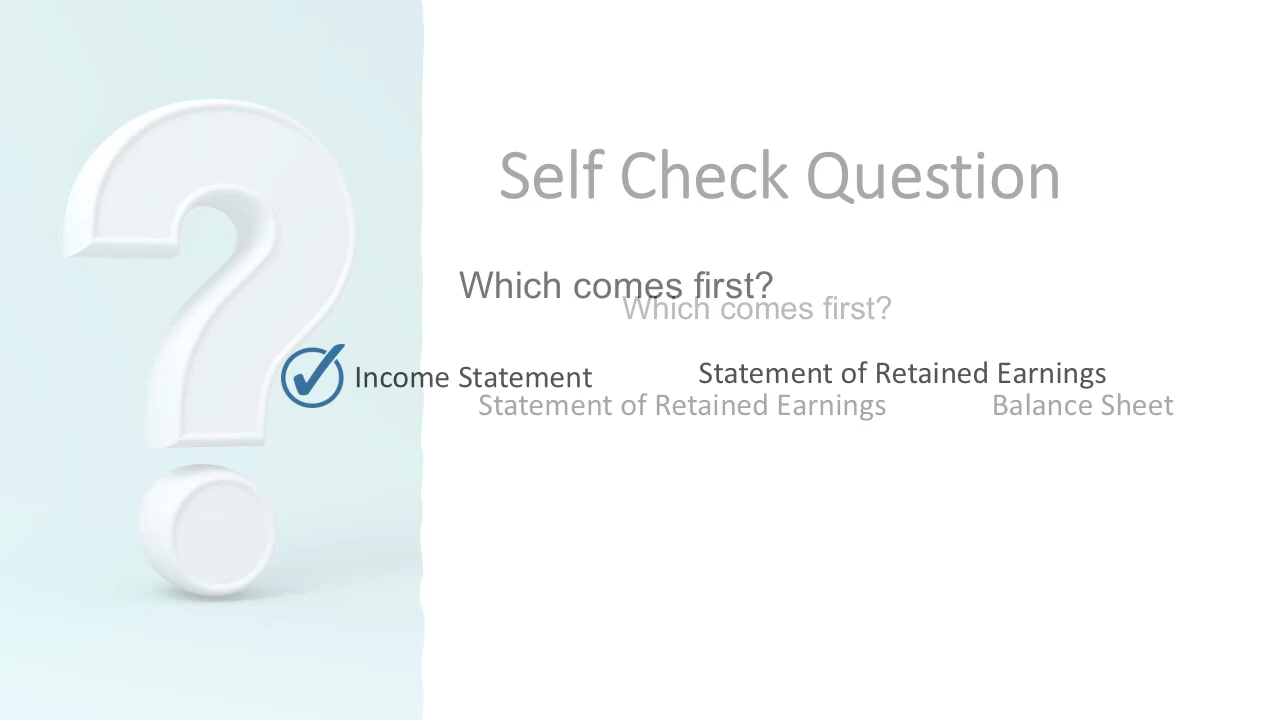 Self Check Question
Which comes first?
Which comes first?
Income Statement
Statement of Retained Earnings
Statement of Retained Earnings
Balance Sheet